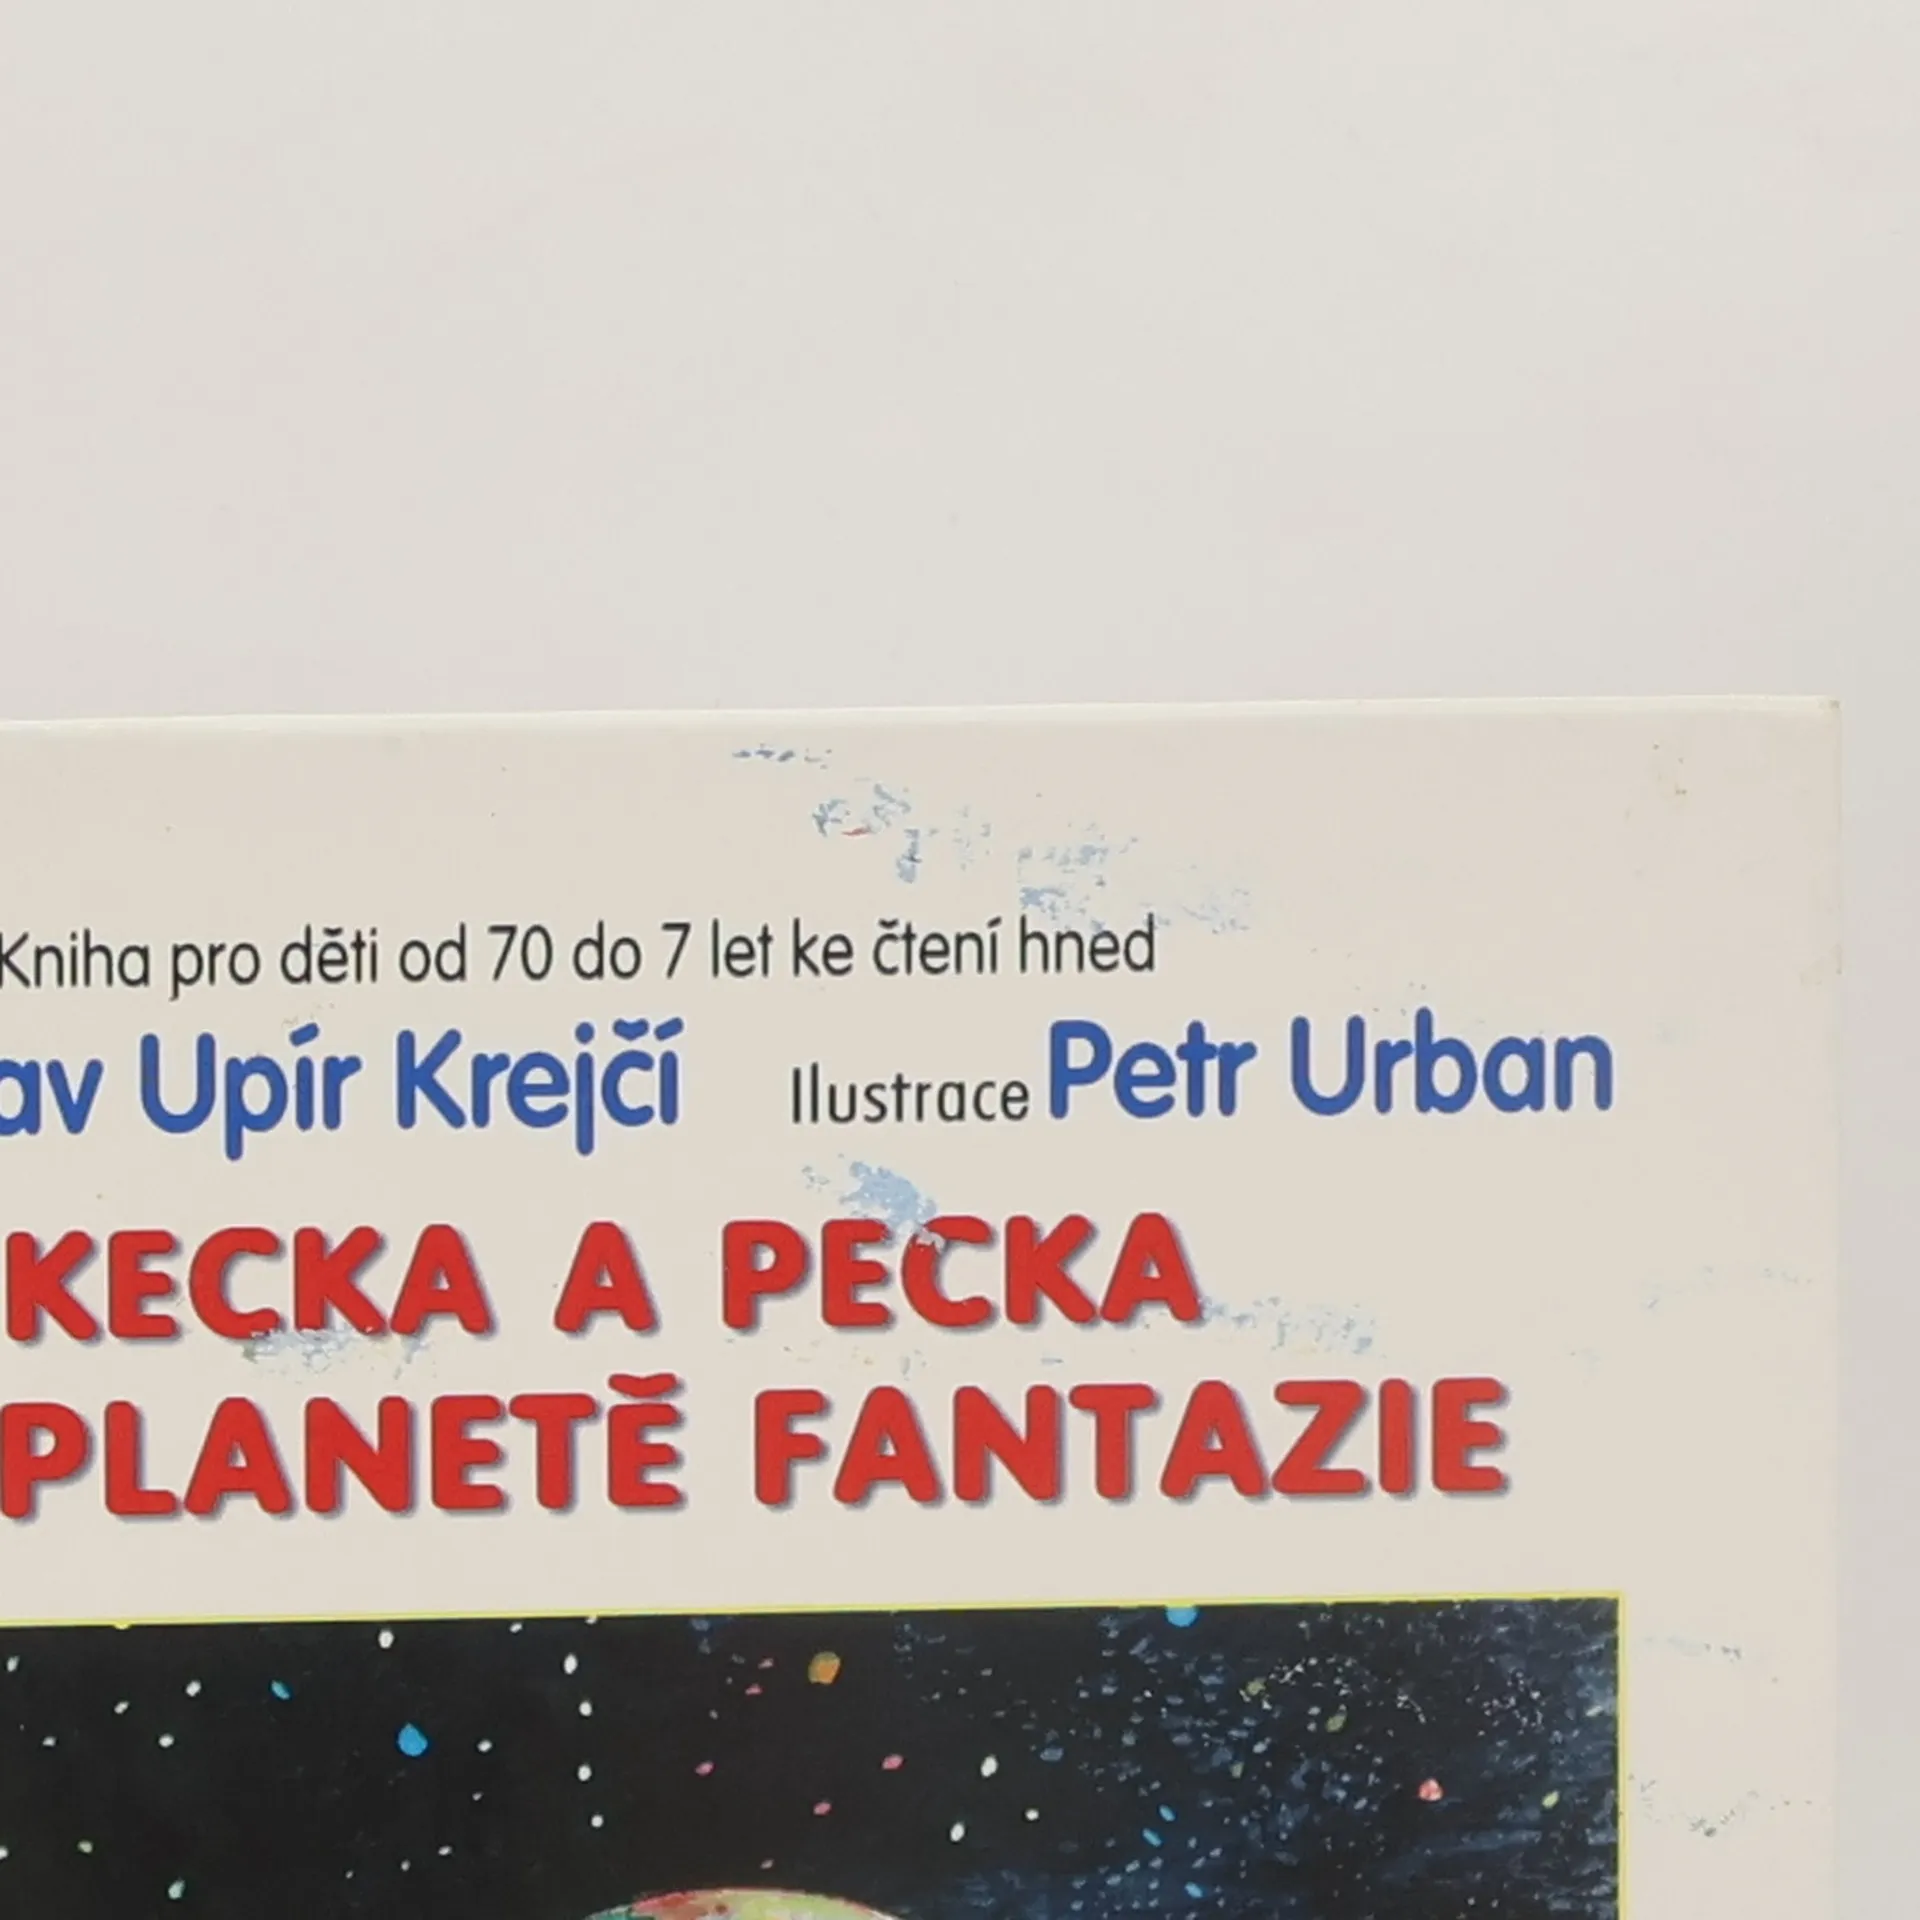 Kniha pro děti od 70 do 7 let ke čtení hned
av Upír Krejčí Ilustrace Petr Urban
KECKA A PECKA
PLANETĚ FANTAZIE